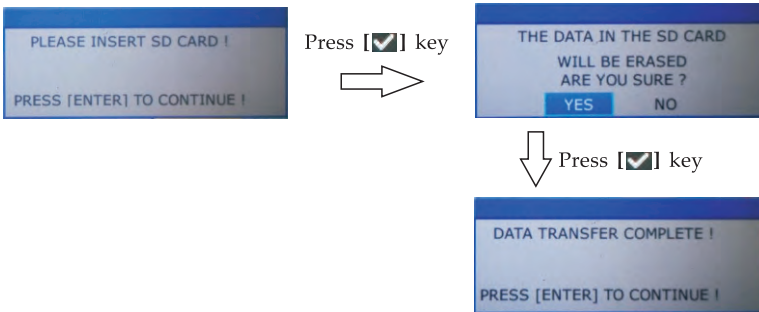 PLEASE INSERT SD CARD !
PRESS [ENTER] TO CONTINUE !
Press [✓] key
THE DATA IN THE SD CARD
WILL BE ERASED
ARE YOU SURE ?
YES NO
Press [✓] key
DATA TRANSFER COMPLETE !
PRESS [ENTER] TO CONTINUE !